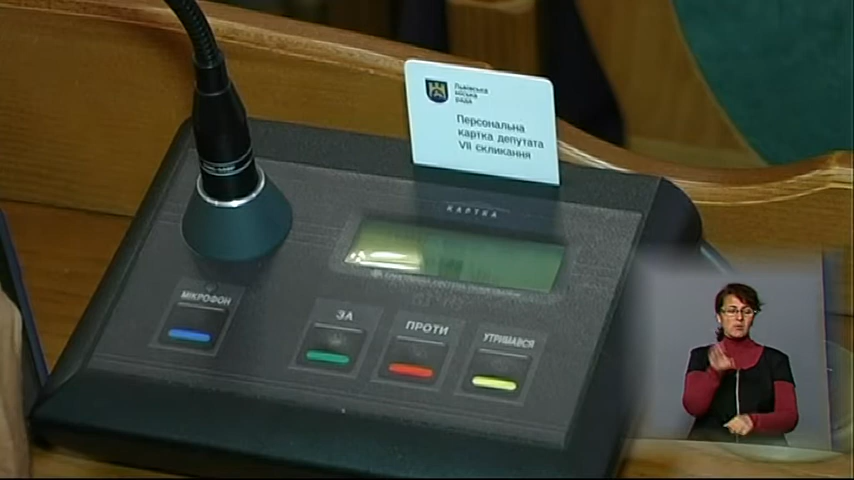 Львівська
міська
рада
Персональна
картка депутата
VII скликання
КАРТКА
МІКРОФОН
ЗА
ПРОТИ
УТРИМАВСЯ